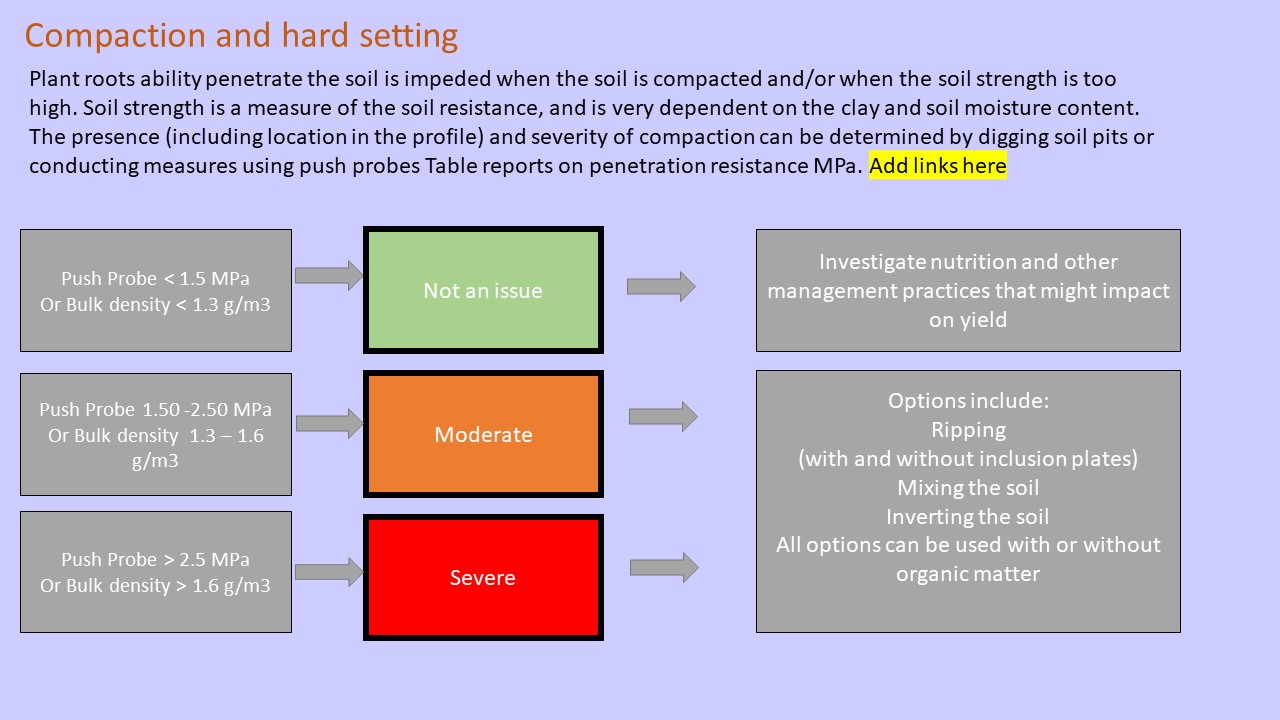 Compaction and hard setting
Plant roots ability penetrate the soil is impeded when the soil is compacted and/or when the soil strength is too
high. Soil strength is a measure of the soil resistance, and is very dependent on the clay and soil moisture content.
The presence (including location in the profile) and severity of compaction can be determined by digging soil pits or
conducting measures using push probes Table reports on penetration resistance MPa. Add links here
Push Probe < 1.5 MPa
Or Bulk density < 1.3 g/m3
Not an issue
Investigate nutrition and other
management practices that might impact
on yield
Push Probe 1.50 -2.50 MPa
Or Bulk density 1.3 – 1.6
g/m3
Moderate
Options include:
Ripping
(with and without inclusion plates)
Mixing the soil
Inverting the soil
All options can be used with or without
organic matter
Push Probe > 2.5 MPa
Or Bulk density > 1.6 g/m3
Severe